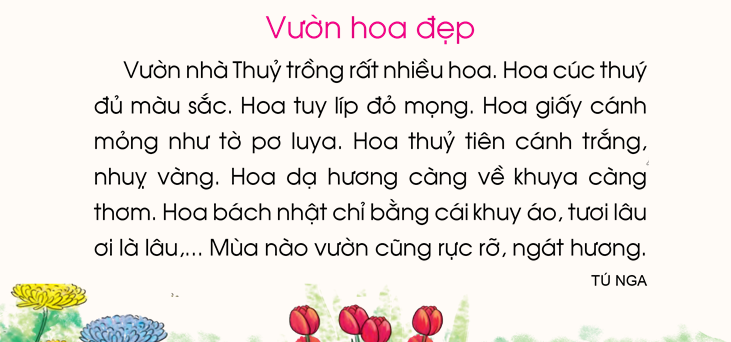 Vườn hoa đẹp
Vườn nhà Thuỷ trồng rất nhiều hoa. Hoa cúc thuý
đủ màu sắc. Hoa tuy líp đỏ mọng. Hoa giấy cánh
mỏng như tờ pơ luya. Hoa thuỷ tiên cánh trắng,
nhuỵ vàng. Hoa dạ hương càng về khuya càng
thơm. Hoa bách nhật chỉ bằng cái khuy áo, tươi lâu
ơi là lâu,... Mùa nào vườn cũng rực rỡ, ngát hương.
TÚ NGA